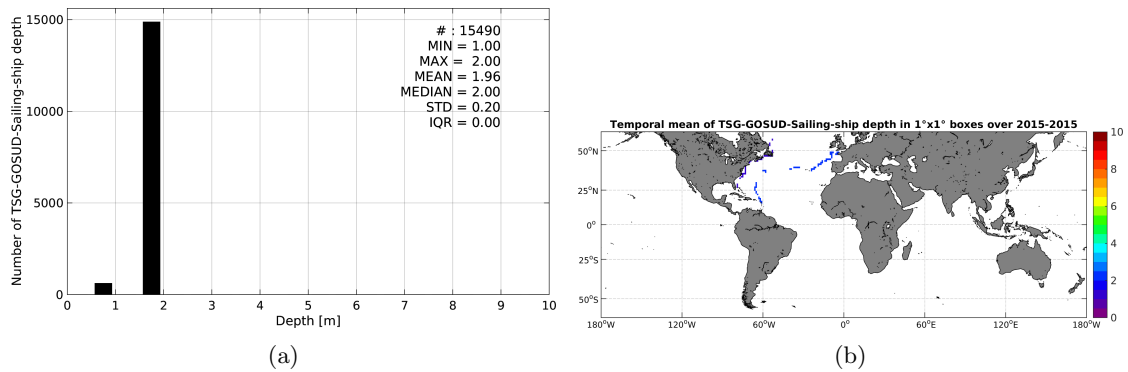 15000
10000
5000
0
Number of TSG-GOSUD-Sailing-ship depth
# : 15490
MIN = 1.00
MAX = 2.00
MEAN = 1.96
MEDIAN = 2.00
STD = 0.20
IQR = 0.00
0 1 2 3 4 5 6 7 8 9 10
Depth [m]
(a)
Temporal mean of TSG-GOSUD-Sailing-ship depth in 1°x1° boxes over 2015-2015
50°N
25°N
0°
25°S
50°S
180°W 120°W 60°W 0° 60°E 120°E 180°W
10
8
6
4
2
0
(b)